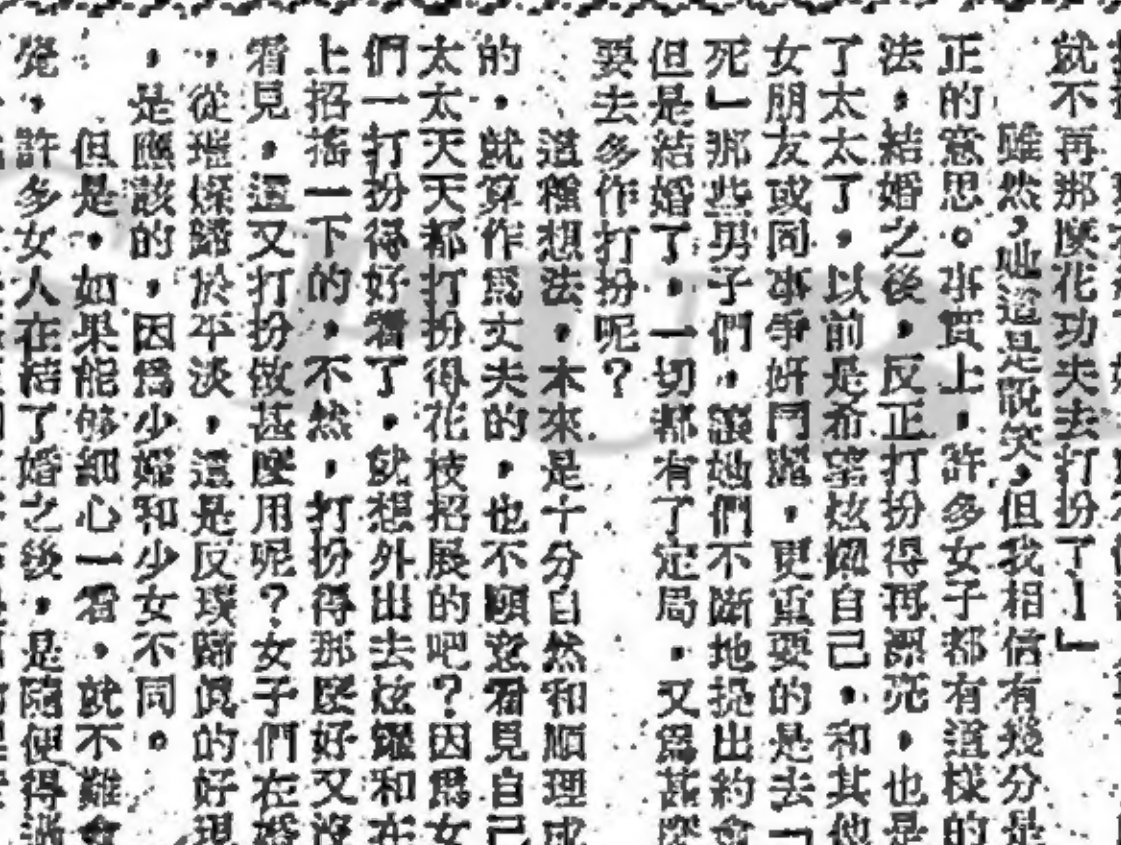 就不再那麼花功夫去打扮了！」
雖然，她這是說笑，但我相信有幾分是
正的意思。事實上，許多女子都有這樣的
法，結婚之後，反正打扮得再漂亮，也是
了太太了，以前是希望炫耀自己，和其他
女朋友或同事爭奸鬥麗，更重要的是去「
死」那些男子們，讓她們不斷地提出約會
但是結婚了，一切都有了定局，又爲甚麼
要去多作打扮呢？
這種想法，本來是十分自然和順理成
的，就算作爲丈夫的，也不願意看見自己
太太天天都打扮得花枝招展的吧？因爲女
們一打扮得好看了，就想外出去炫耀和在
上招搖一下的，不然，打扮得那麼好又沒
看見，這又打扮做甚麼用呢？女子們在婚
，從璀燦歸於平淡，這是反璞歸眞的好現
，是應該的，因爲少婦和少女不同。
但是，如果能够細心一看，就不難會
覺，許多女人在結了婚之後，是隨便得過
PUB